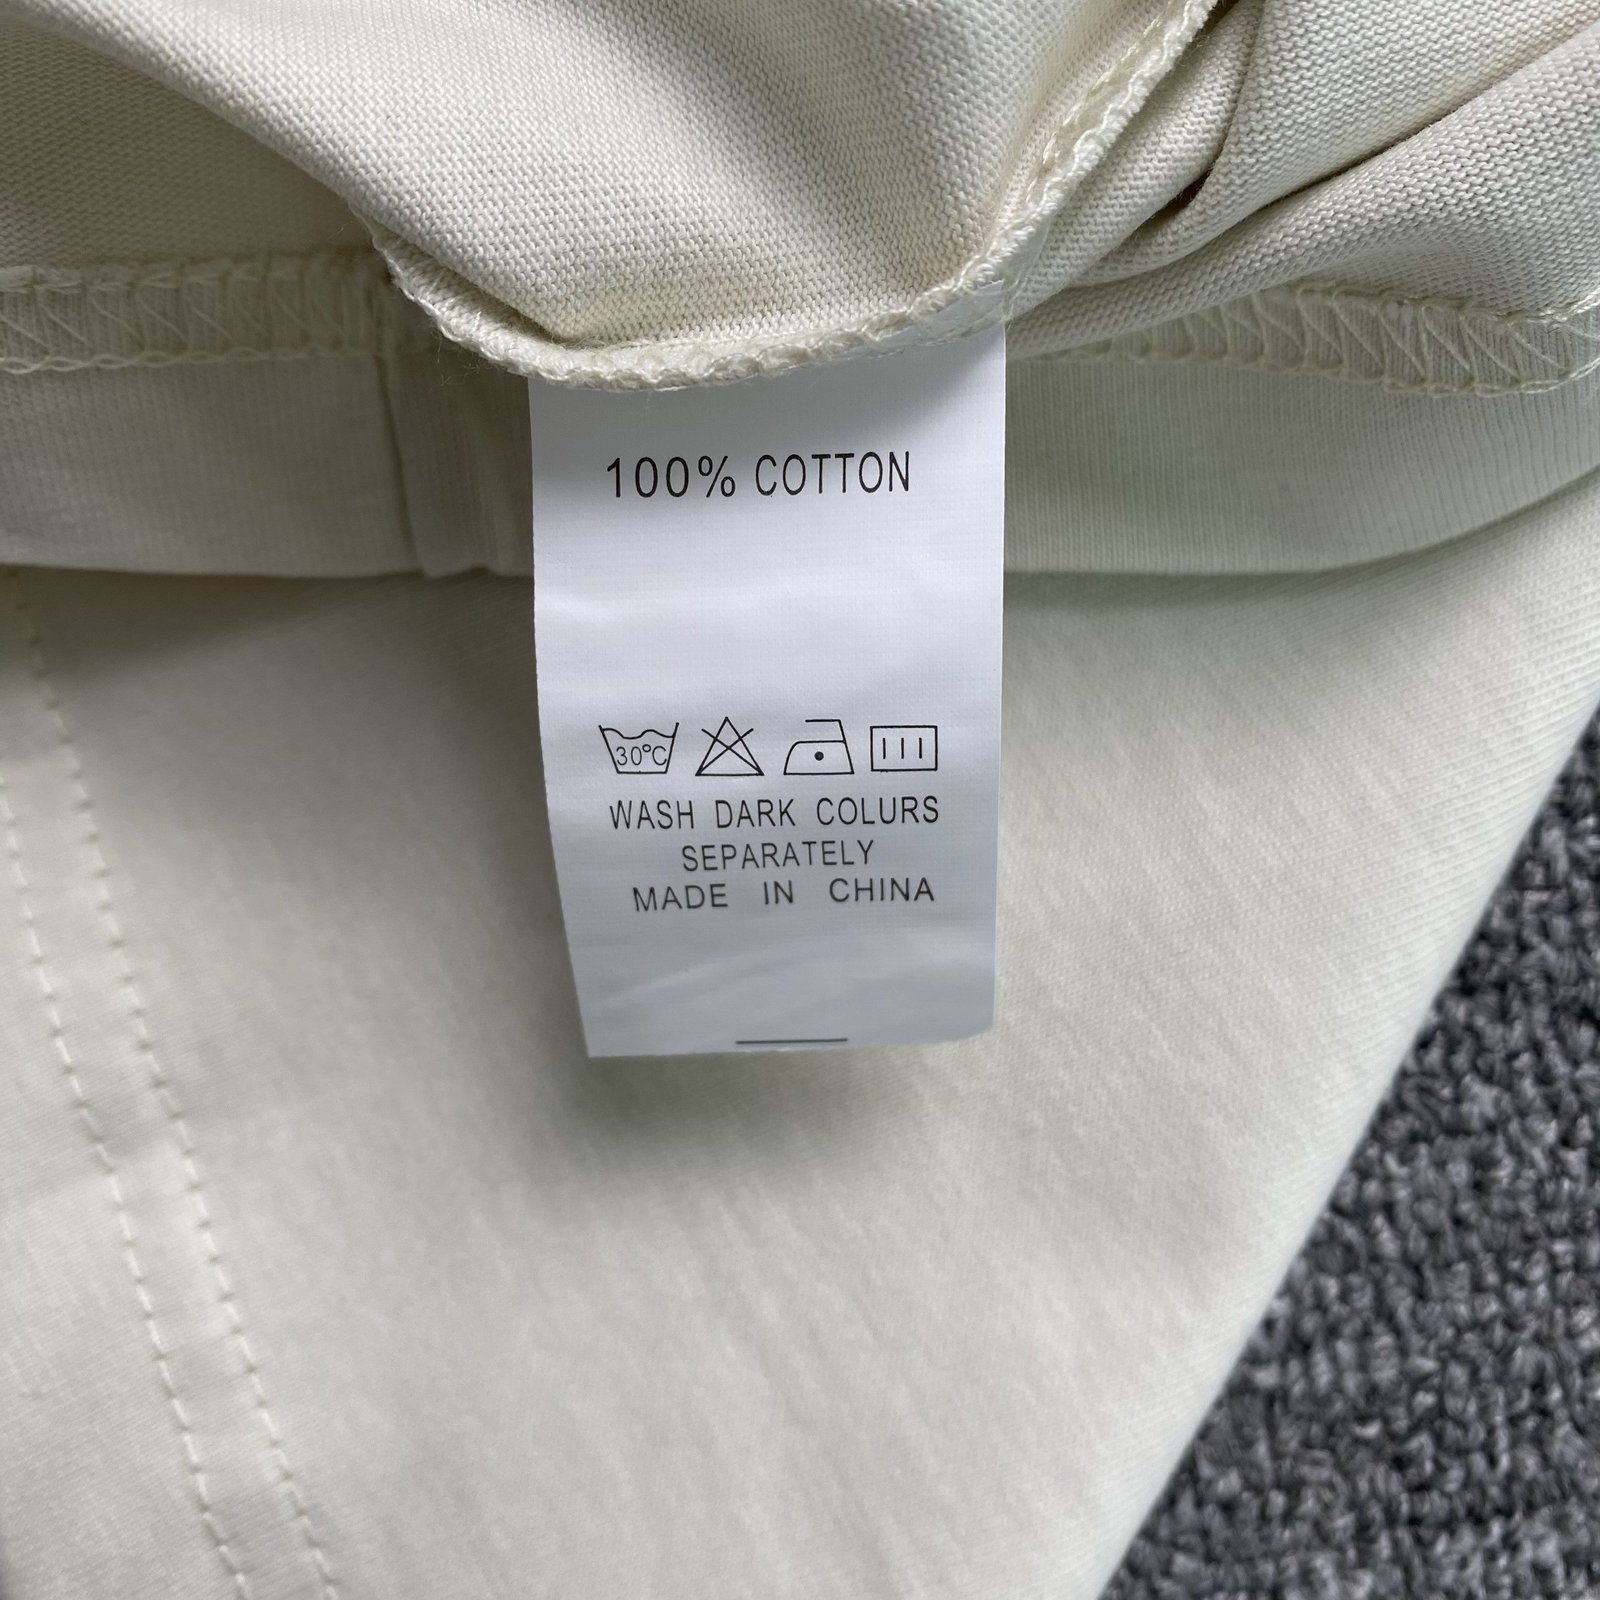 100% COTTON
30°C
WASH DARK COLURS
SEPARATELY
MADE IN CHINA